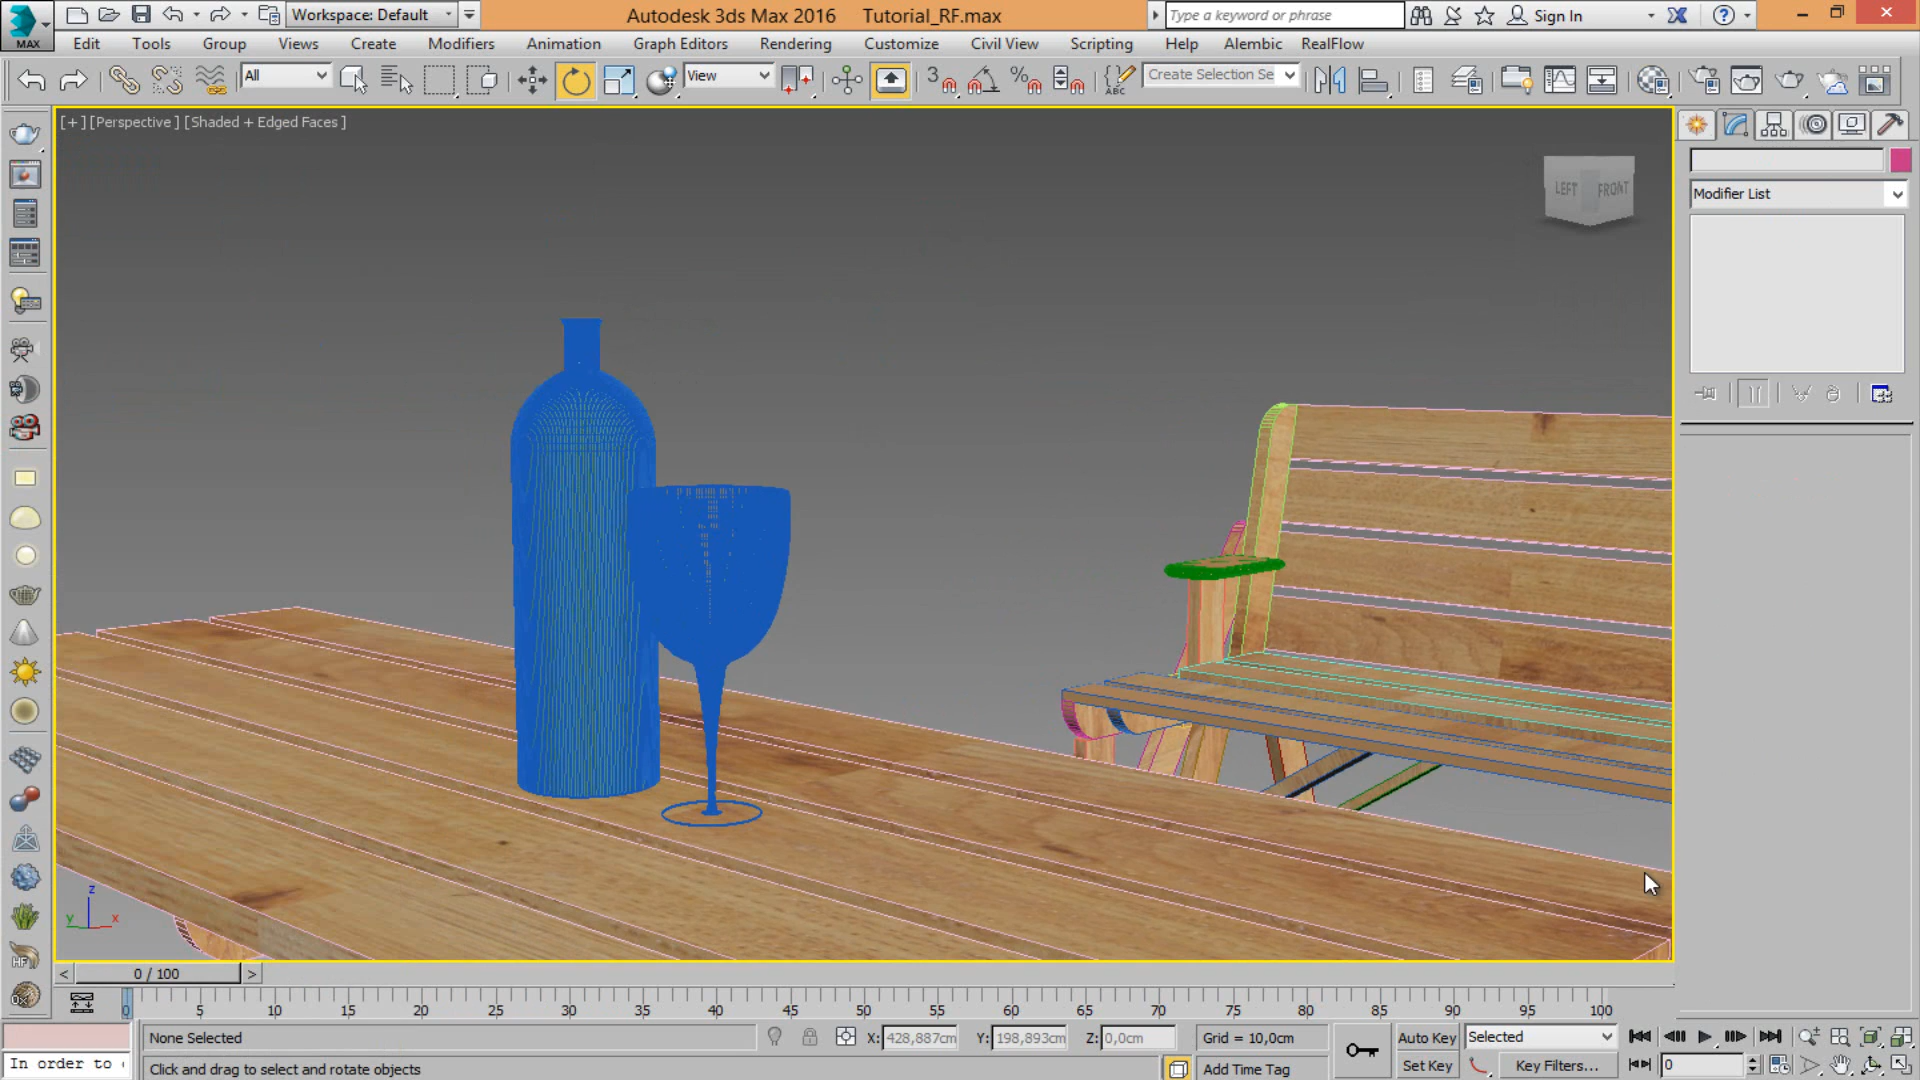 MAX
Workspace: Default
Autodesk 3ds Max 2016 Tutorial_RF.max
Type a keyword or phrase
Sign In
Edit Tools Group Views Create Modifiers Animation Graph Editors Rendering Customize Civil View Scripting Help Alembic RealFlow
All
View
3
%
ABC
Create Selection Se
[+] [Perspective] [Shaded + Edged Faces]
LEFT FRONT
Modifier List
HF
z
y x
< 0 / 100 >
0 5 10 15 20 25 30 35 40 45 50 55 60 65 70 75 80 85 90 95 100
None Selected
X: 428,887cm Y: 198,893cm Z: 0,0cm
Grid = 10,0cm
Auto Key
Selected
In order to
Click and drag to select and rotate objects
Add Time Tag
Set Key
Key Filters...
0